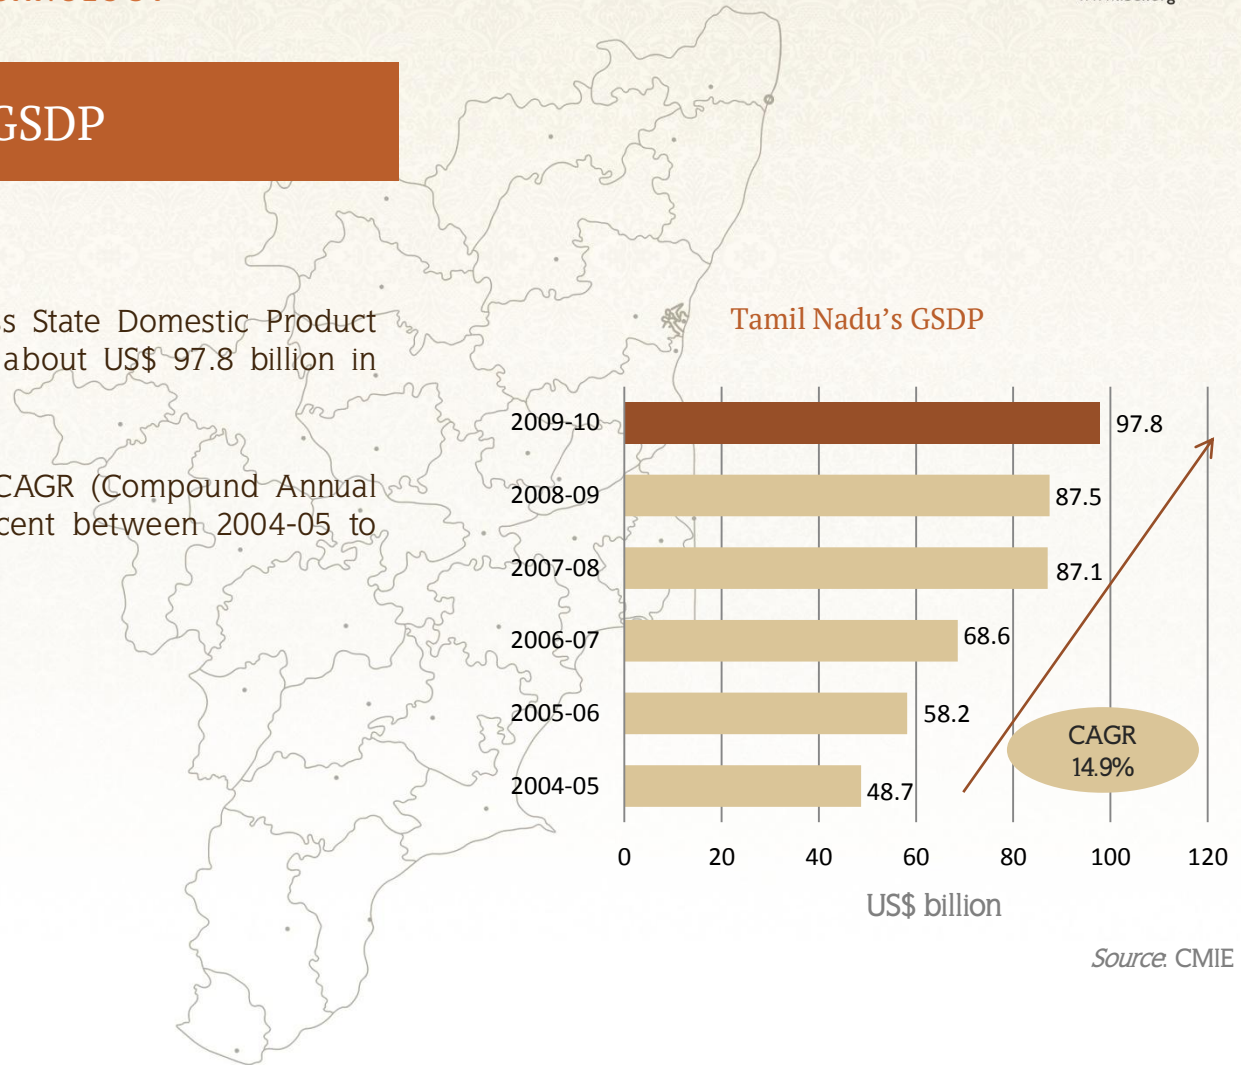 GSDP
s State Domestic Product
about US$ 97.8 billion in
CAGR (Compound Annual
cent between 2004-05 to
Tamil Nadu’s GSDP
2009-10 97.8
2008-09 87.5
2007-08 87.1
2006-07 68.6
2005-06 58.2
2004-05 48.7
CAGR
14.9%
0 20 40 60 80 100 120
US$ billion
Source: CMIE